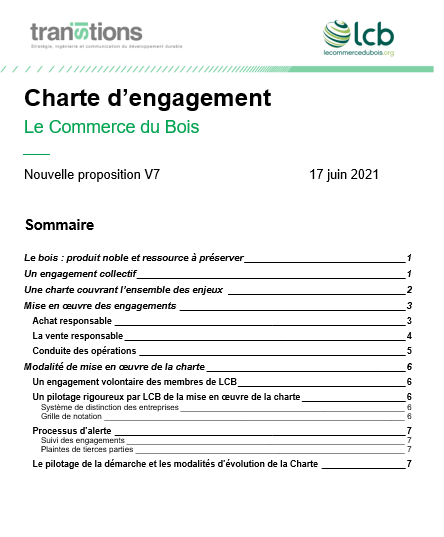 transitions
Stratégie, ingénierie et communication du développement durable
lcb
lecommercedubois.org
Charte d'engagement
Le Commerce du Bois
Nouvelle proposition V7 17 juin 2021
Sommaire
Le bois : produit noble et ressource à préserver 1
Un engagement collectif 1
Une charte couvrant l'ensemble des enjeux 2
Mise en œuvre des engagements 3
Achat responsable 3
La vente responsable 4
Conduite des opérations 5
Modalité de mise en œuvre de la charte 6
Un engagement volontaire des membres de LCB 6
Un pilotage rigoureux par LCB de la mise en œuvre de la charte 6
Système de distinction des entreprises 6
Grille de notation 6
Processus d'alerte 7
Suivi des engagements 7
Plaintes de tierces parties 7
Le pilotage de la démarche et les modalités d'évolution de la Charte 7